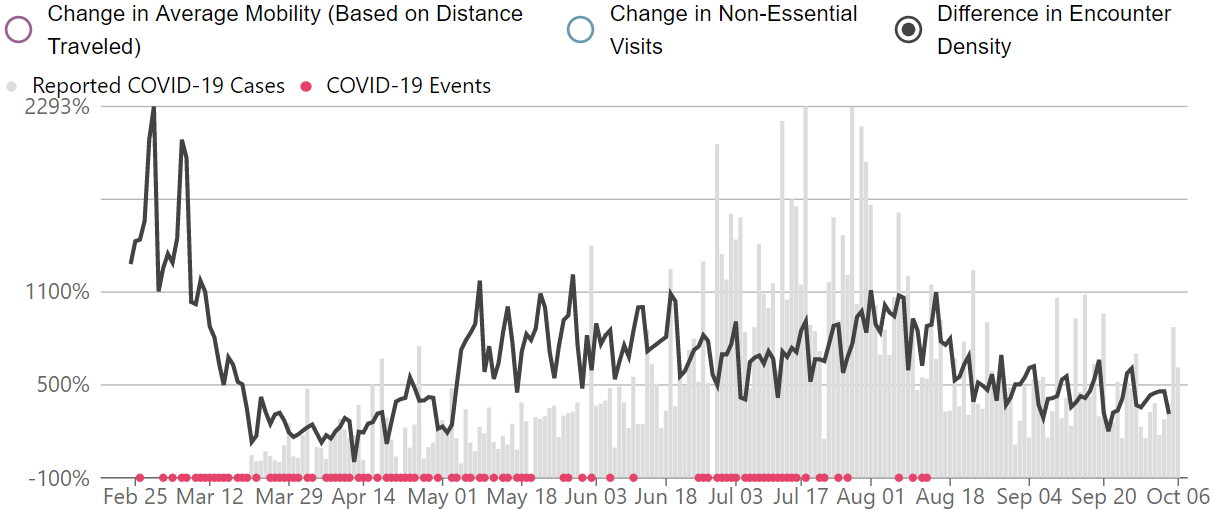 Change in Average Mobility (Based on Distance Traveled)
Change in Non-Essential Visits
Difference in Encounter Density
Reported COVID-19 Cases
COVID-19 Events
2293%
1100%
500%
-100%
Feb 25 Mar 12 Mar 29 Apr 14 May 01 May 18 Jun 03 Jun 18 Jul 03 Jul 17 Aug 01 Aug 18 Sep 04 Sep 20 Oct 06